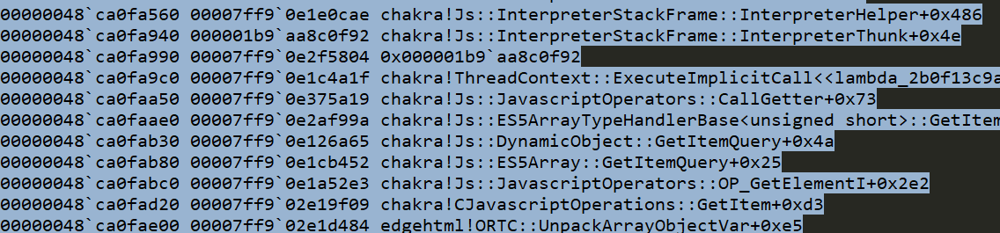 00000048`ca0fa560 00007ff9`0e1e0cae chakra!Js::InterpreterStackFrame::InterpreterHelper+0x486
00000048`ca0fa940 000001b9`aa8c0f92 chakra!Js::InterpreterStackFrame::InterpreterThunk+0x4e
00000048`ca0fa990 00007ff9`0e2f5804 0x000001b9`aa8c0f92
00000048`ca0fa9c0 00007ff9`0e1c4a1f chakra!ThreadContext::ExecuteImplicitCall<<lambda_2b0f13c9a
00000048`ca0faa50 00007ff9`0e375a19 chakra!Js::JavascriptOperators::CallGetter+0x73
00000048`ca0faae0 00007ff9`0e2af99a chakra!Js::ES5ArrayTypeHandlerBase<unsigned short>::GetItem
00000048`ca0fab30 00007ff9`0e126a65 chakra!Js::DynamicObject::GetItemQuery+0x4a
00000048`ca0fab80 00007ff9`0e1cb452 chakra!Js::ES5Array::GetItemQuery+0x25
00000048`ca0fabc0 00007ff9`0e1a52e3 chakra!Js::JavascriptOperators::OP_GetElementI+0x2e2
00000048`ca0fad20 00007ff9`02e19f09 chakra!CJavascriptOperations::GetItem+0xd3
00000048`ca0fae00 00007ff9`02e1d484 edgehtml!ORTC::UnpackArrayObjectVar+0xe5